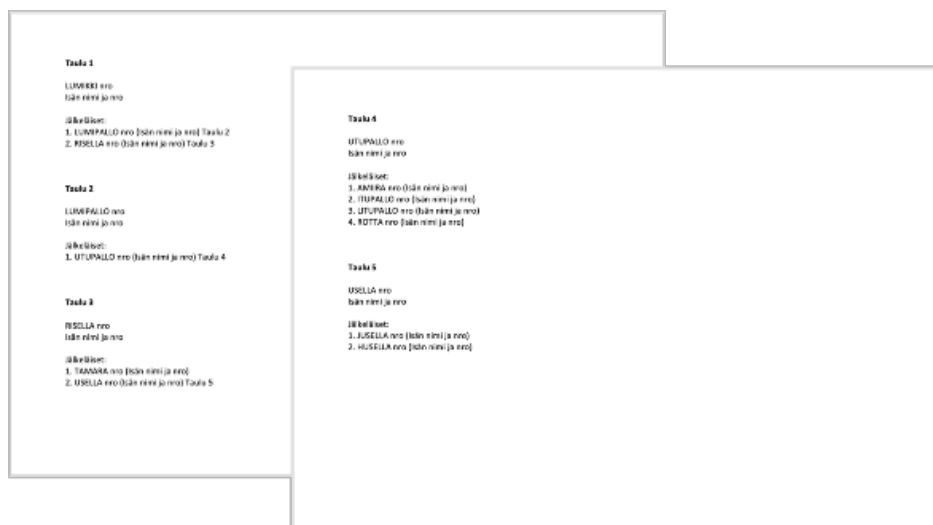 Taulu 1
LUMIKKI nro
Isän nimi ja nro
Jälkeläiset:
1. LUMIPALLO nro (Isän nimi ja nro) Taulu 2
2. RISELLA nro (Isän nimi ja nro) Taulu 3
Taulu 2
LUMIPALLO nro
Isän nimi ja nro
Jälkeläiset:
1. UTUPALLO nro (Isän nimi ja nro) Taulu 4
Taulu 3
RISELLA nro
Isän nimi ja nro
Jälkeläiset:
1. TAMARA nro (Isän nimi ja nro)
2. USELLA nro (Isän nimi ja nro) Taulu 5
Taulu 4
UTUPALLO nro
Isän nimi ja nro
Jälkeläiset:
1. AMIIRA nro (Isän nimi ja nro)
2. ITUPALLO nro (Isän nimi ja nro)
3. UTUPALLO nro (Isän nimi ja nro)
4. ROTTA nro (Isän nimi ja nro)
Taulu 5
USELLA nro
Isän nimi ja nro
Jälkeläiset:
1. JUSELLA nro (Isän nimi ja nro)
2. HUSELLA nro (Isän nimi ja nro)